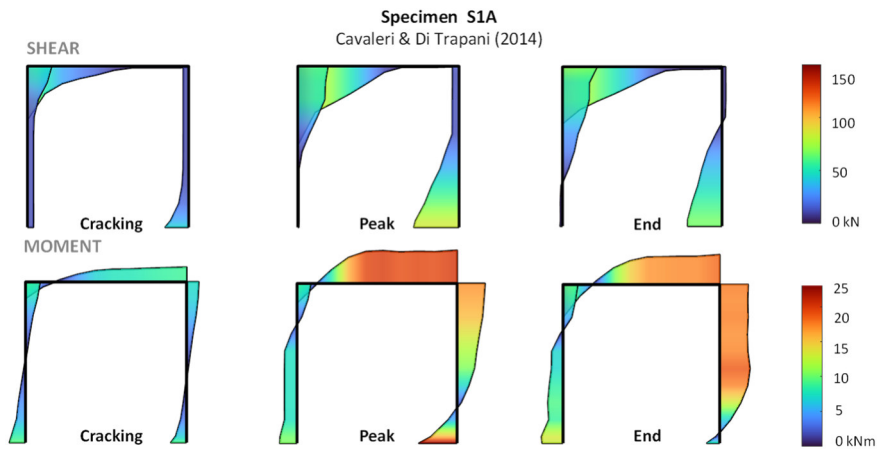 Specimen S1A
Cavaleri & Di Trapani (2014)
SHEAR
150
100
50
0 kN
Cracking
Peak
End
MOMENT
25
20
15
10
5
0 kNm
Cracking
Peak
End